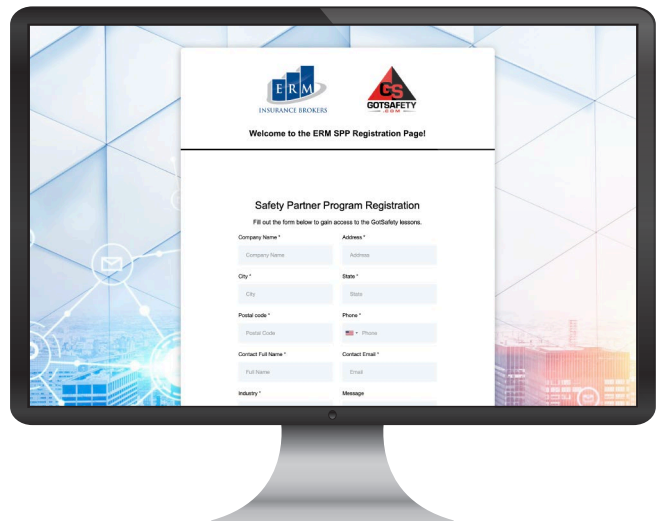 ERM
INSURANCE BROKERS
GS
GOTSAFETY
.COM
Welcome to the ERM SPP Registration Page!
Safety Partner Program Registration
Fill out the form below to gain access to the GotSafety lessons.
Company Name * Address *
Company Name Address
City * State *
City State
Postal code * Phone *
Postal Code Phone
Contact Full Name * Contact Email *
Full Name Email
Industry * Message